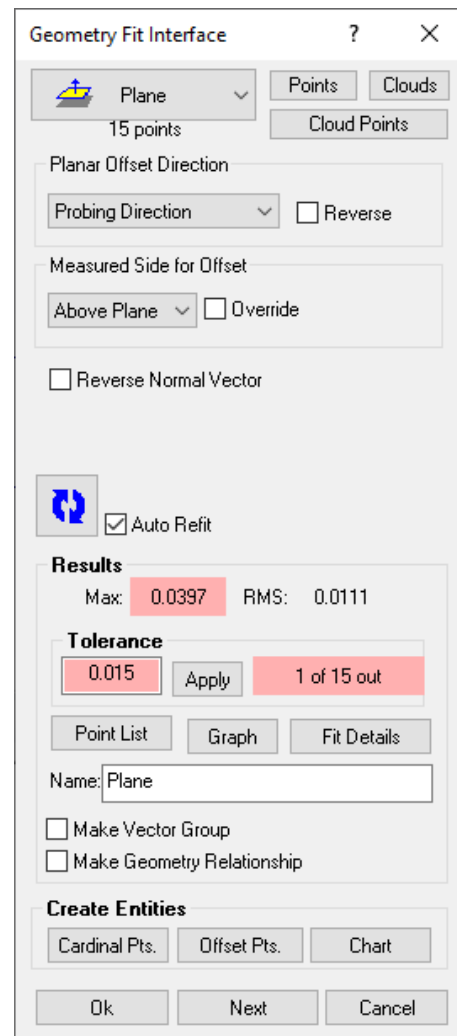 Geometry Fit Interface ? ×
Plane Points Clouds
15 points Cloud Points
Planar Offset Direction
Probing Direction Reverse
Measured Side for Offset
Above Plane Override
Reverse Normal Vector
Auto Refit
Results
Max: 0.0397 RMS: 0.0111
Tolerance
0.015 Apply 1 of 15 out
Point List Graph Fit Details
Name: Plane
Make Vector Group
Make Geometry Relationship
Create Entities
Cardinal Pts. Offset Pts. Chart
Ok Next Cancel